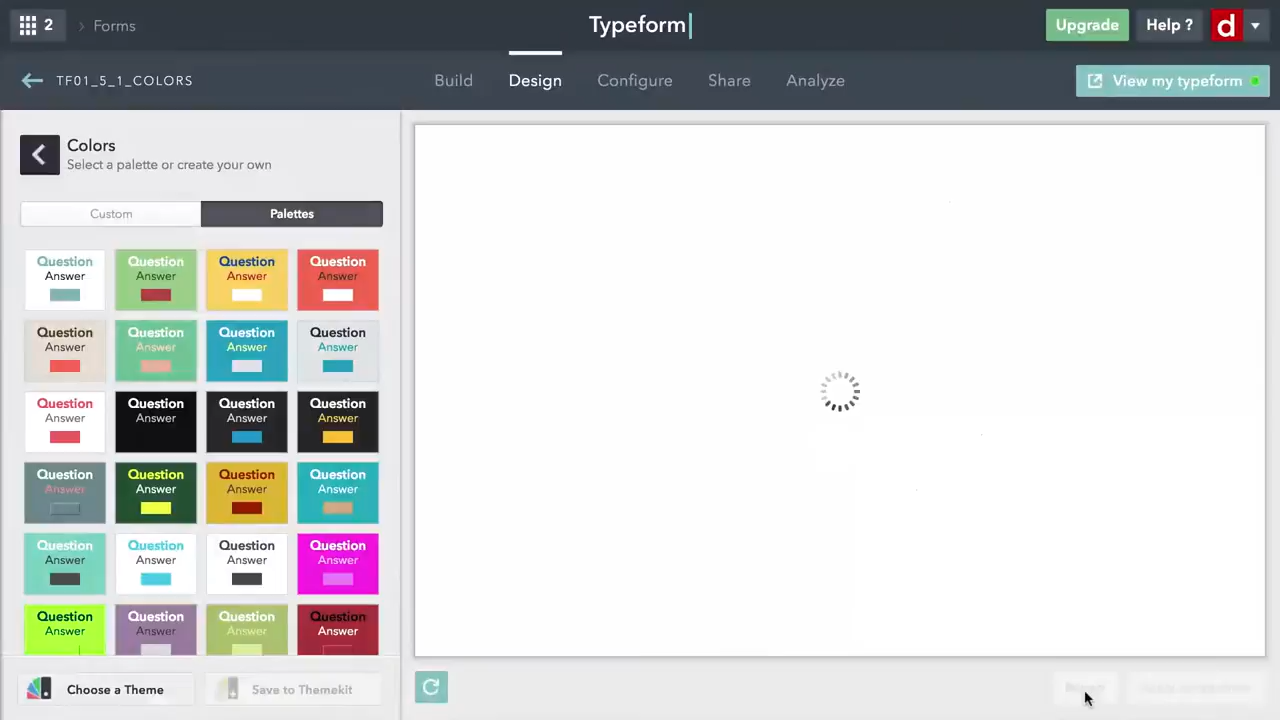 2 > Forms
Typeform
Upgrade
Help ?
d
TF01_5_1_COLORS
Build
Design
Configure
Share
Analyze
View my typeform
Colors
Select a palette or create your own
Custom
Palettes
Question Question Question Question
Answer Answer Answer Answer
Question Question Question Question
Answer Answer Answer Answer
Question Question Question Question
Answer Answer Answer Answer
Question Question Question Question
Answer Answer Answer Answer
Question Question Question Question
Answer Answer Answer Answer
Question Question Question Question
Answer Answer Answer Answer
Choose a Theme
Save to Themekit